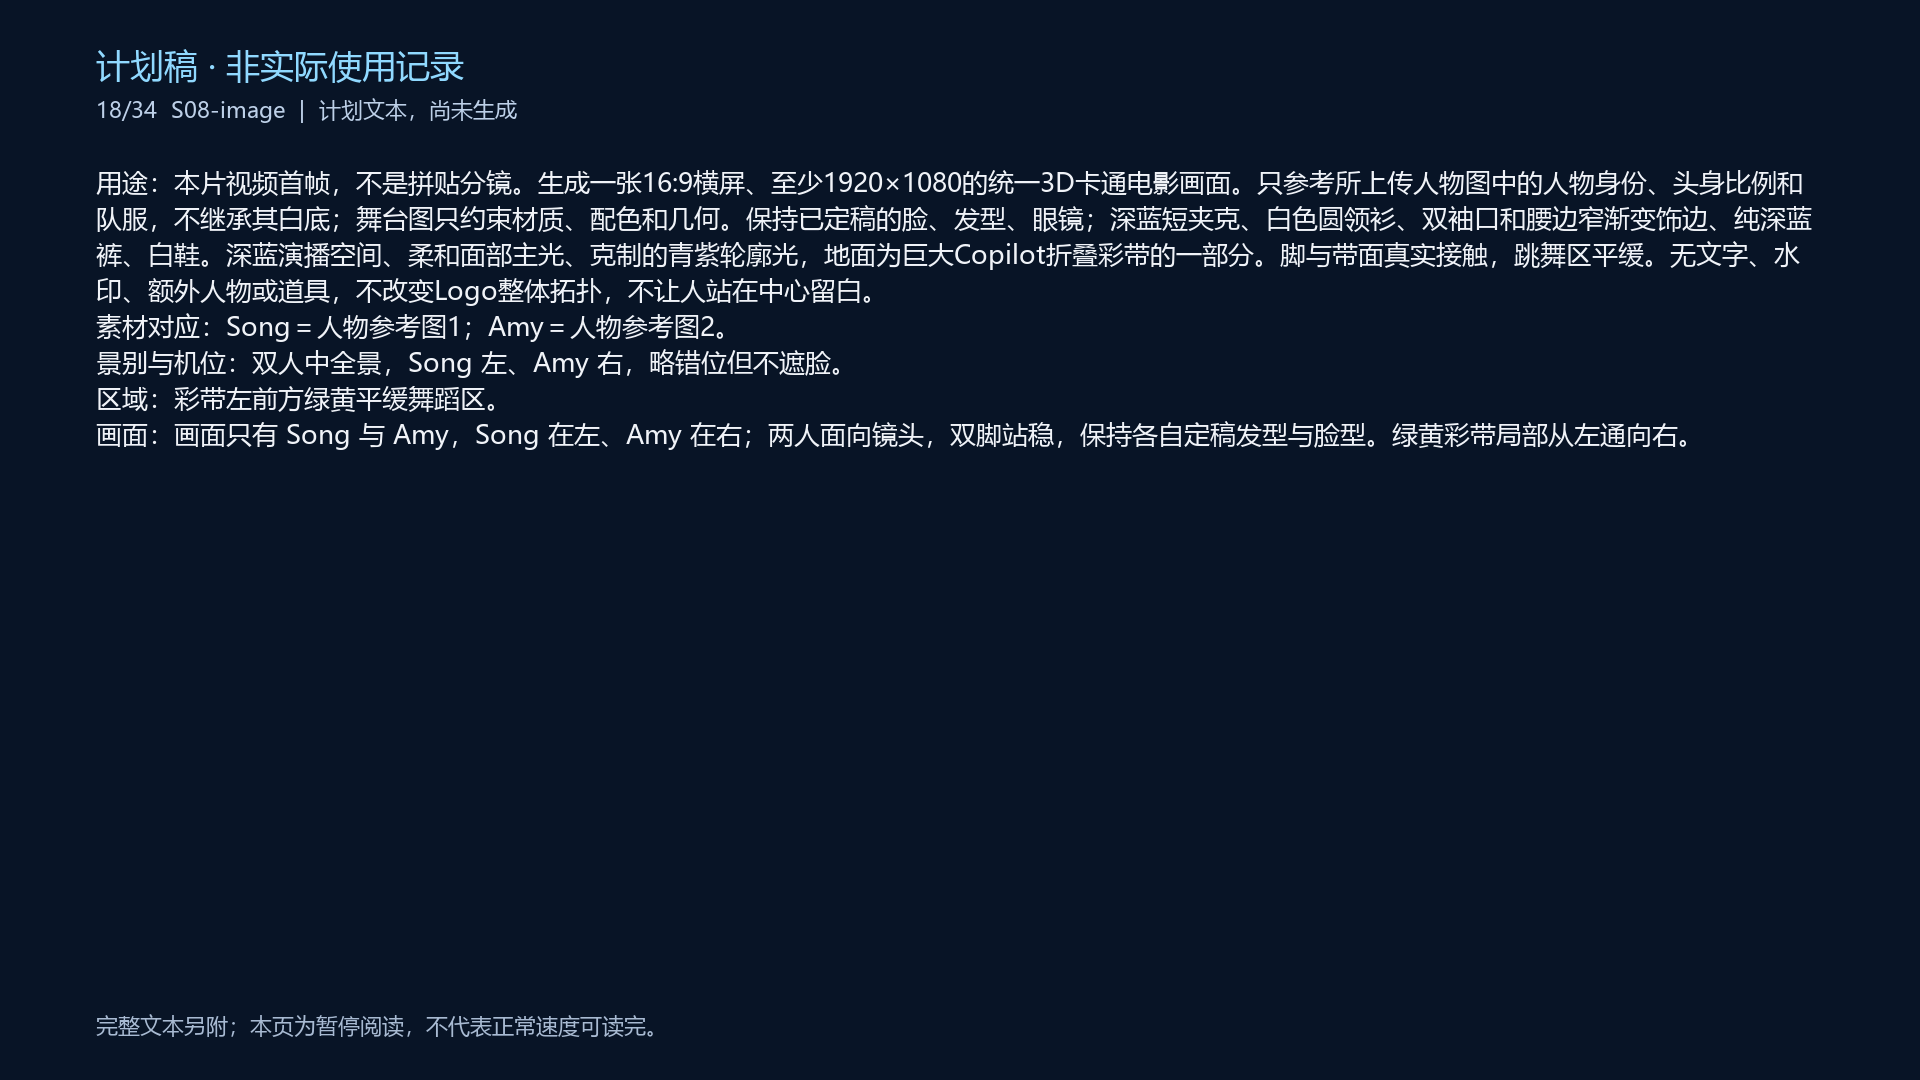 计划稿 · 非实际使用记录
18/34 S08-image | 计划文本，尚未生成
用途：本片视频首帧，不是拼贴分镜。生成一张16:9横屏、至少1920×1080的统一3D卡通电影画面。只参考所上传人物图中的人物身份、头身比例和
队服，不继承其白底；舞台图只约束材质、配色和几何。保持已定稿的脸、发型、眼镜；深蓝短夹克、白色圆领衫、双袖口和腰边窄渐变饰边、纯深蓝
裤、白鞋。深蓝演播空间、柔和面部主光、克制的青紫轮廓光，地面为巨大Copilot折叠彩带的一部分。脚与带面真实接触，跳舞区平缓。无文字、水
印、额外人物或道具，不改变Logo整体拓扑，不让人站在中心留白。
素材对应：Song＝人物参考图1；Amy＝人物参考图2。
景别与机位：双人中全景，Song 左、Amy 右，略错位但不遮脸。
区域：彩带左前方绿黄平缓舞蹈区。
画面：画面只有 Song 与 Amy，Song 在左、Amy 在右；两人面向镜头，双脚站稳，保持各自定稿发型与脸型。绿黄彩带局部从左通向右。
完整文本另附；本页为暂停阅读，不代表正常速度可读完。